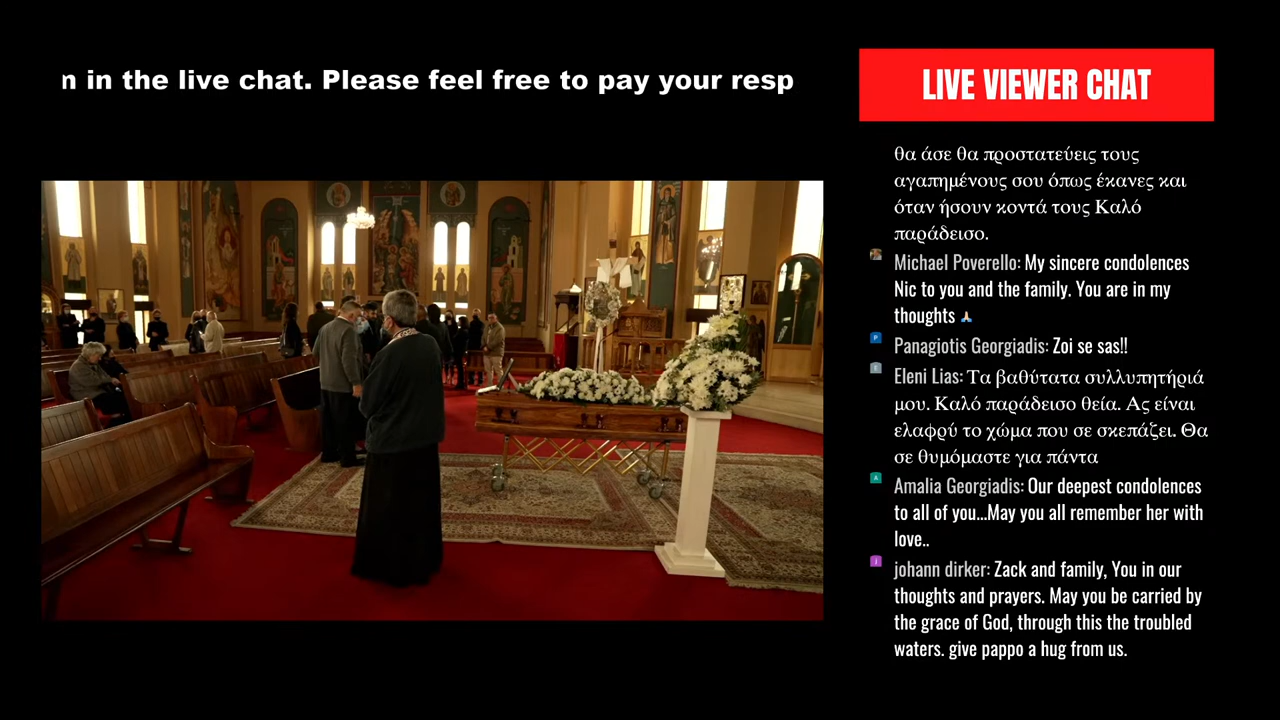 n in the live chat. Please feel free to pay your resp
LIVE VIEWER CHAT
θα άσε θα προστατεύεις τους
αγαπημένους σου όπως έκανες και
όταν ήσουν κοντά τους Καλό
παράδεισο.
Michael Poverello: My sincere condolences
Nic to you and the family. You are in my
thoughts 🙏
Panagiotis Georgiadis: Zoi se sas!!
Eleni Lias: Τα βαθύτατα συλλυπητήριά
μου. Καλό παράδεισο θεία. Ας είναι
ελαφρύ το χώμα που σε σκεπάζει. Θα
σε θυμόμαστε για πάντα
Amalia Georgiadis: Our deepest condolences
to all of you...May you all remember her with
love..
johann dirker: Zack and family, You in our
thoughts and prayers. May you be carried by
the grace of God, through this the troubled
waters. give pappo a hug from us.